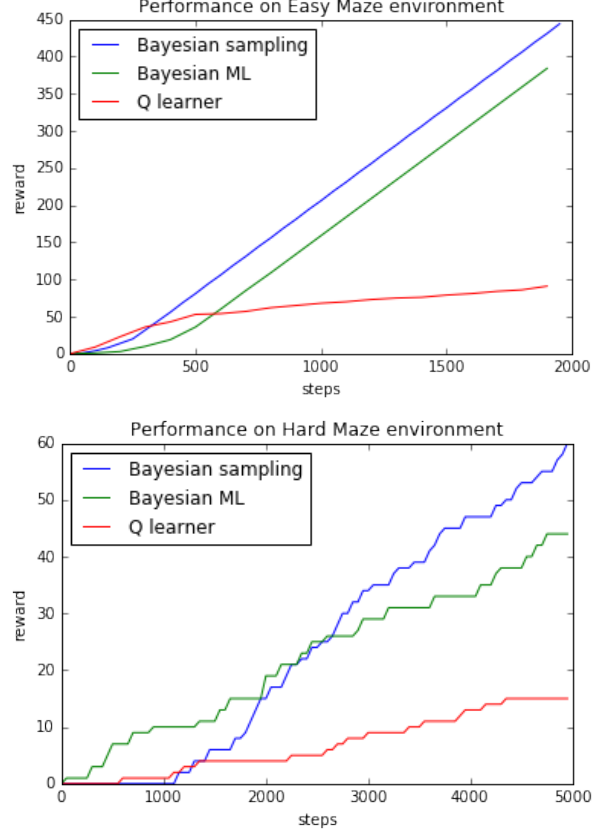 Performance on Easy Maze environment
450
400
350
300
250
200
150
100
50
0
reward
Bayesian sampling
Bayesian ML
Q learner
0 500 1000 1500 2000
steps
Performance on Hard Maze environment
60
50
40
30
20
10
0
reward
Bayesian sampling
Bayesian ML
Q learner
0 1000 2000 3000 4000 5000
steps